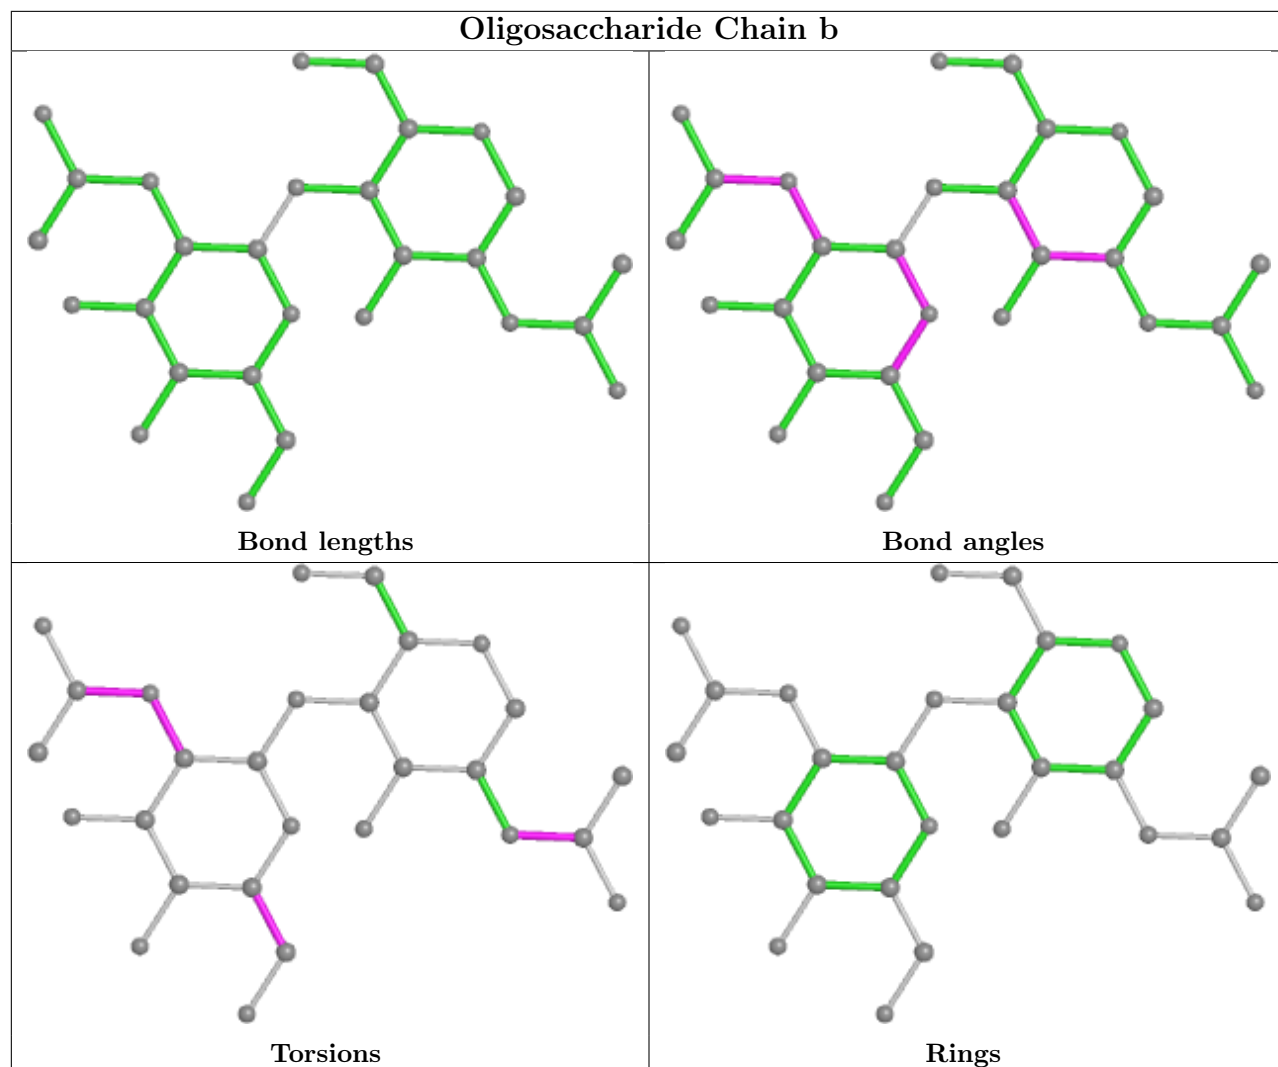 Oligosaccharide Chain b
Bond lengths
Bond angles
Torsions
Rings